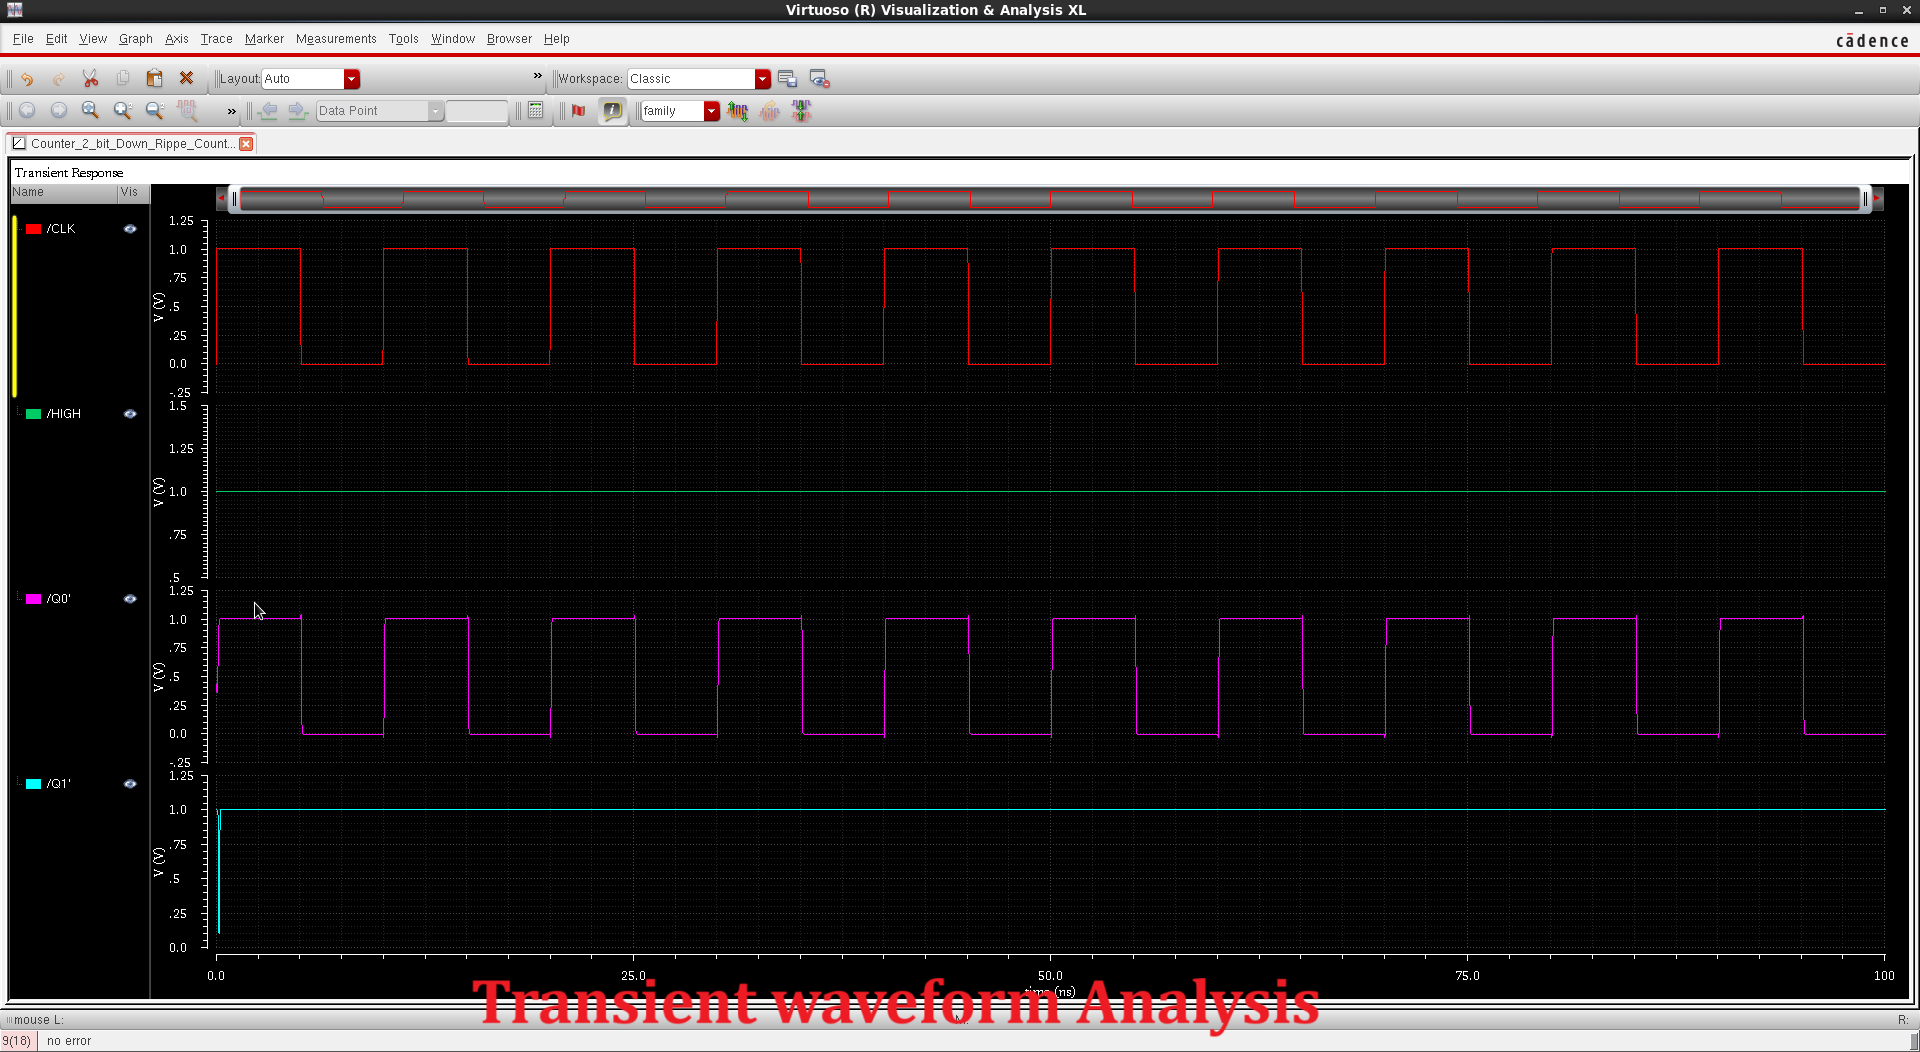 Virtuoso (R) Visualization & Analysis XL
File Edit View Graph Axis Trace Marker Measurements Tools Window Browser Help
cādence
Layout: Auto » Workspace: Classic
» Data Point family
Counter_2_bit_Down_Rippe_Count...
Transient Response
Name Vis
/CLK
1.25
1.0
.75
.5
.25
0.0
-.25
V (V)
/HIGH
1.5
1.25
1.0
.75
.5
V (V)
/Q0'
1.25
1.0
.75
.5
.25
0.0
-.25
V (V)
/Q1'
1.25
1.0
.75
.5
.25
0.0
V (V)
0.0 25.0 50.0 75.0 100
time (ns)
Transient waveform Analysis
mouse L: M: R:
9(18) no error